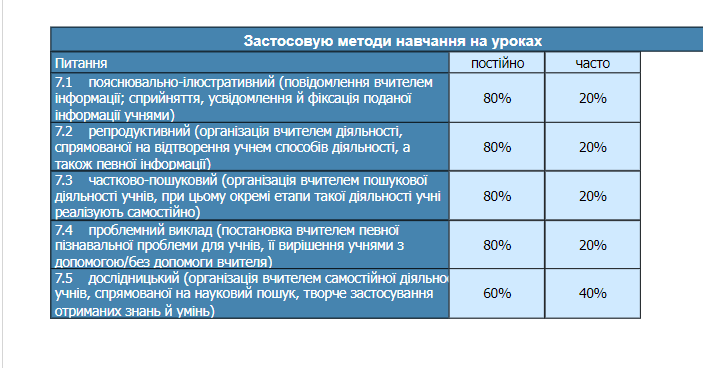 Застосовую методи навчання на уроках
Питання постійно часто
7.1 пояснювально-ілюстративний (повідомлення вчителем
інформації; сприйняття, усвідомлення й фіксація поданої
інформації учнями)
80% 20%
7.2 репродуктивний (організація вчителем діяльності,
спрямованої на відтворення учнем способів діяльності, а
також певної інформації)
80% 20%
7.3 частково-пошуковий (організація вчителем пошукової
діяльності учнів, при цьому окремі етапи такої діяльності учні
реалізують самостійно)
80% 20%
7.4 проблемний виклад (постановка вчителем певної
пізнавальної проблеми для учнів, її вирішення учнями з
допомогою/без допомоги вчителя)
80% 20%
7.5 дослідницький (організація вчителем самостійної діяльно
учнів, спрямованої на науковий пошук, творче застосування
отриманих знань й умінь)
60% 40%